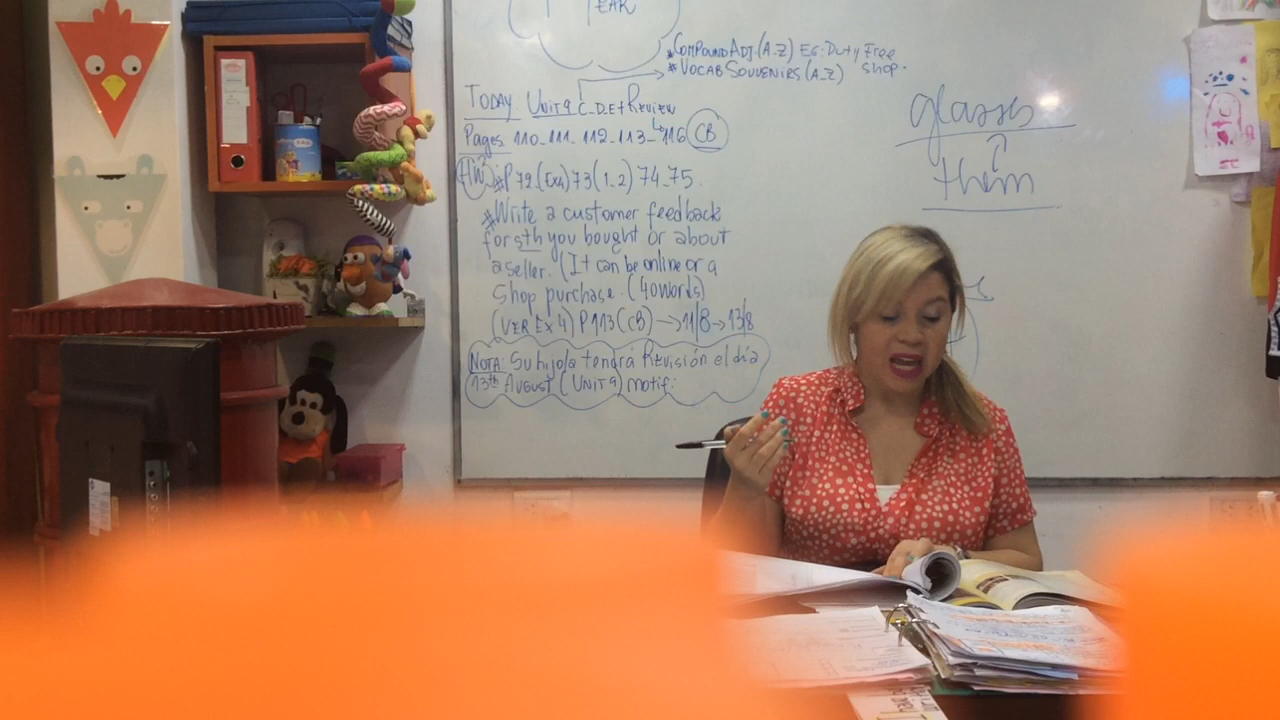 YEAR
* COMPOUND ADJ. (A-Z) EG: Duty Free
shop.
* VOCAB SOUVENIRS (A-Z)
TODAY UNIT 9 C-D-E+REVIEW
Pages 110-111-112-113-116 CB
HW: *P 72(Ex4) 73(1-2) 74-75.
*Write a customer feedback
for sth you bought or about
a seller. (It can be online or a
shop purchase. (40 words)
(VER Ex 4) P113 (CB) → 11/8 → 13/8
NOTA: Su hijo/a tendrá Revisión el día
13th August (UNIT 9) motif:
glasses
them